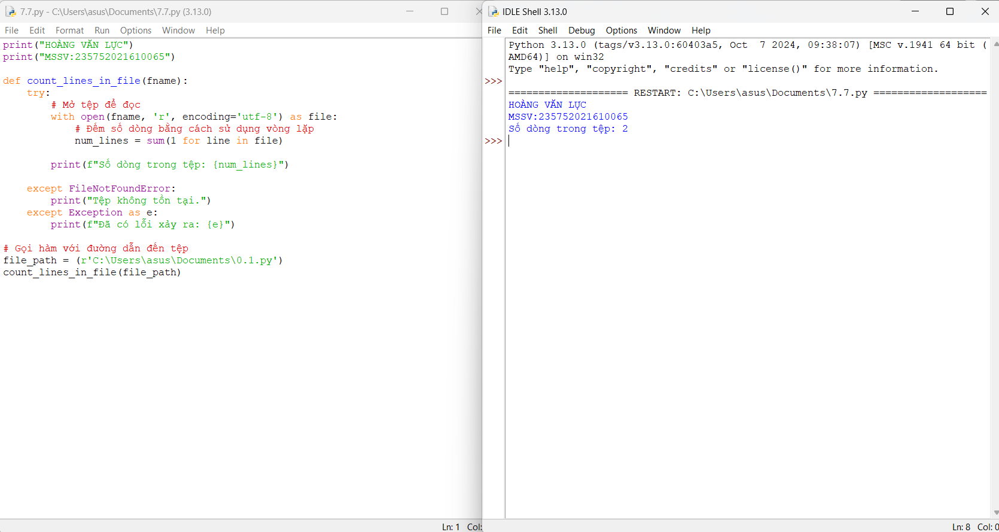 7.7.py - C:\Users\asus\Documents\7.7.py (3.13.0)
File Edit Format Run Options Window Help
print("HOÀNG VĂN LỰC")
print("MSSV:235752021610065")
def count_lines_in_file(fname):
    try:
        # Mở tệp để đọc
        with open(fname, 'r', encoding='utf-8') as file:
            # Đếm số dòng bằng cách sử dụng vòng lặp
            num_lines = sum(1 for line in file)
        print(f"Số dòng trong tệp: {num_lines}")
    except FileNotFoundError:
        print("Tệp không tồn tại.")
    except Exception as e:
        print(f"Đã có lỗi xảy ra: {e}")
# Gọi hàm với đường dẫn đến tệp
file_path = (r'C:\Users\asus\Documents\0.1.py')
count_lines_in_file(file_path)
Ln: 1 Col:
IDLE Shell 3.13.0
File Edit Shell Debug Options Window Help
Python 3.13.0 (tags/v3.13.0:60403a5, Oct  7 2024, 09:38:07) [MSC v.1941 64 bit (
AMD64)] on win32
Type "help", "copyright", "credits" or "license()" for more information.
>>>
==================== RESTART: C:\Users\asus\Documents\7.7.py ===================
HOÀNG VĂN LỰC
MSSV:235752021610065
Số dòng trong tệp: 2
>>>
Ln: 8 Col: 0